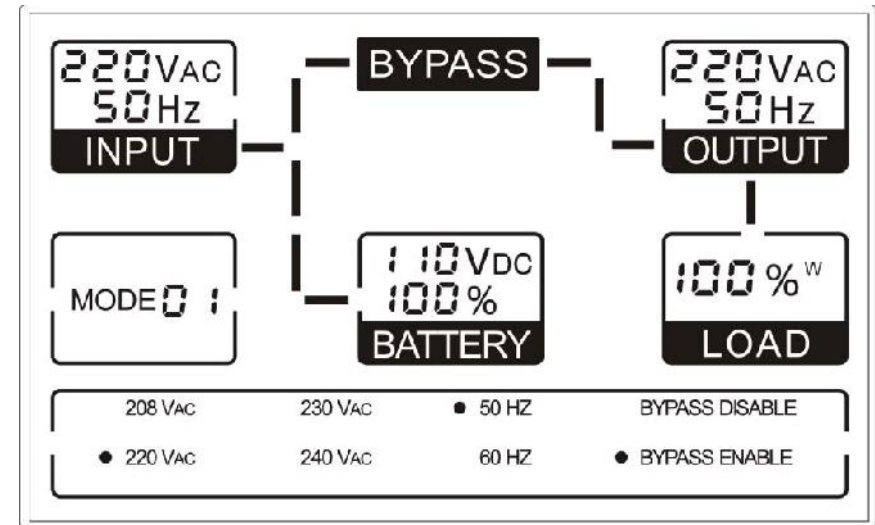 220VAC
50Hz
INPUT
BYPASS
220VAC
50Hz
OUTPUT
MODE 01
110VDC
100%
BATTERY
100%W
LOAD
208 VAC 230 VAC ● 50 HZ BYPASS DISABLE
● 220 VAC 240 VAC 60 HZ ● BYPASS ENABLE